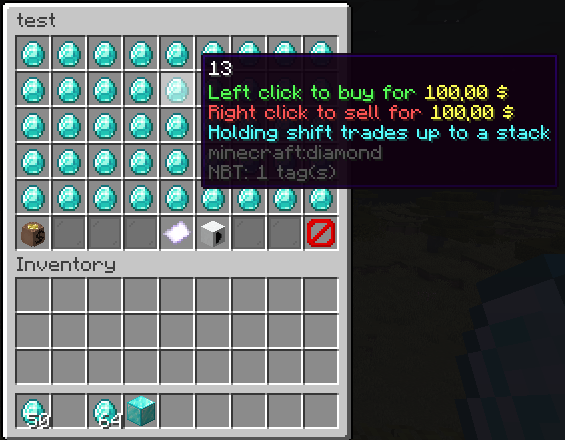 test
13
Left click to buy for 100,00 $
Right click to sell for 100,00 $
Holding shift trades up to a stack
minecraft:diamond
NBT: 1 tag(s)
Inventory
50
64